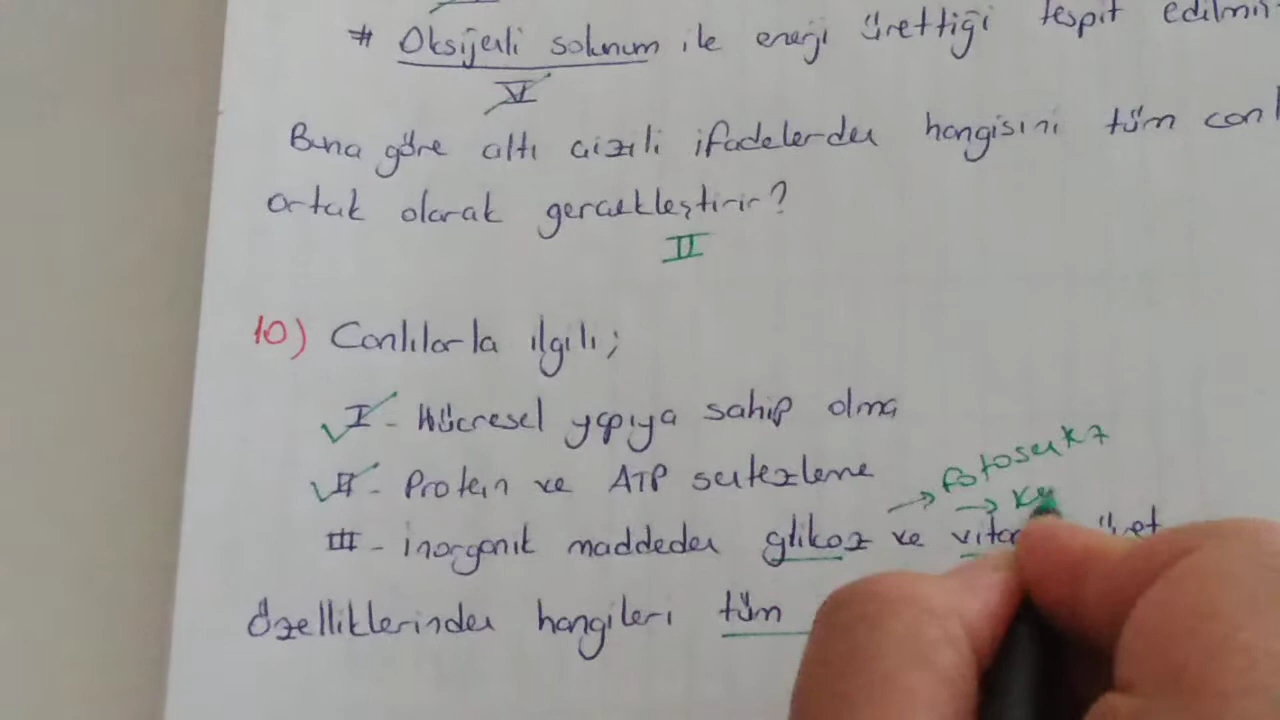 * Oksijenli solunum ile enerji ürettiği tespit edilmiş
V
Buna göre altı çizili ifadelerden hangisini tüm canl
ortak olarak gerçekleştirir?
II
10) Canlılarla ilgili;
I - Hücresel yapıya sahip olma
II - Protein ve ATP sentezleme
→ fotosentez
III - inorganik maddeden glikoz ve
özelliklerinden hangileri tüm